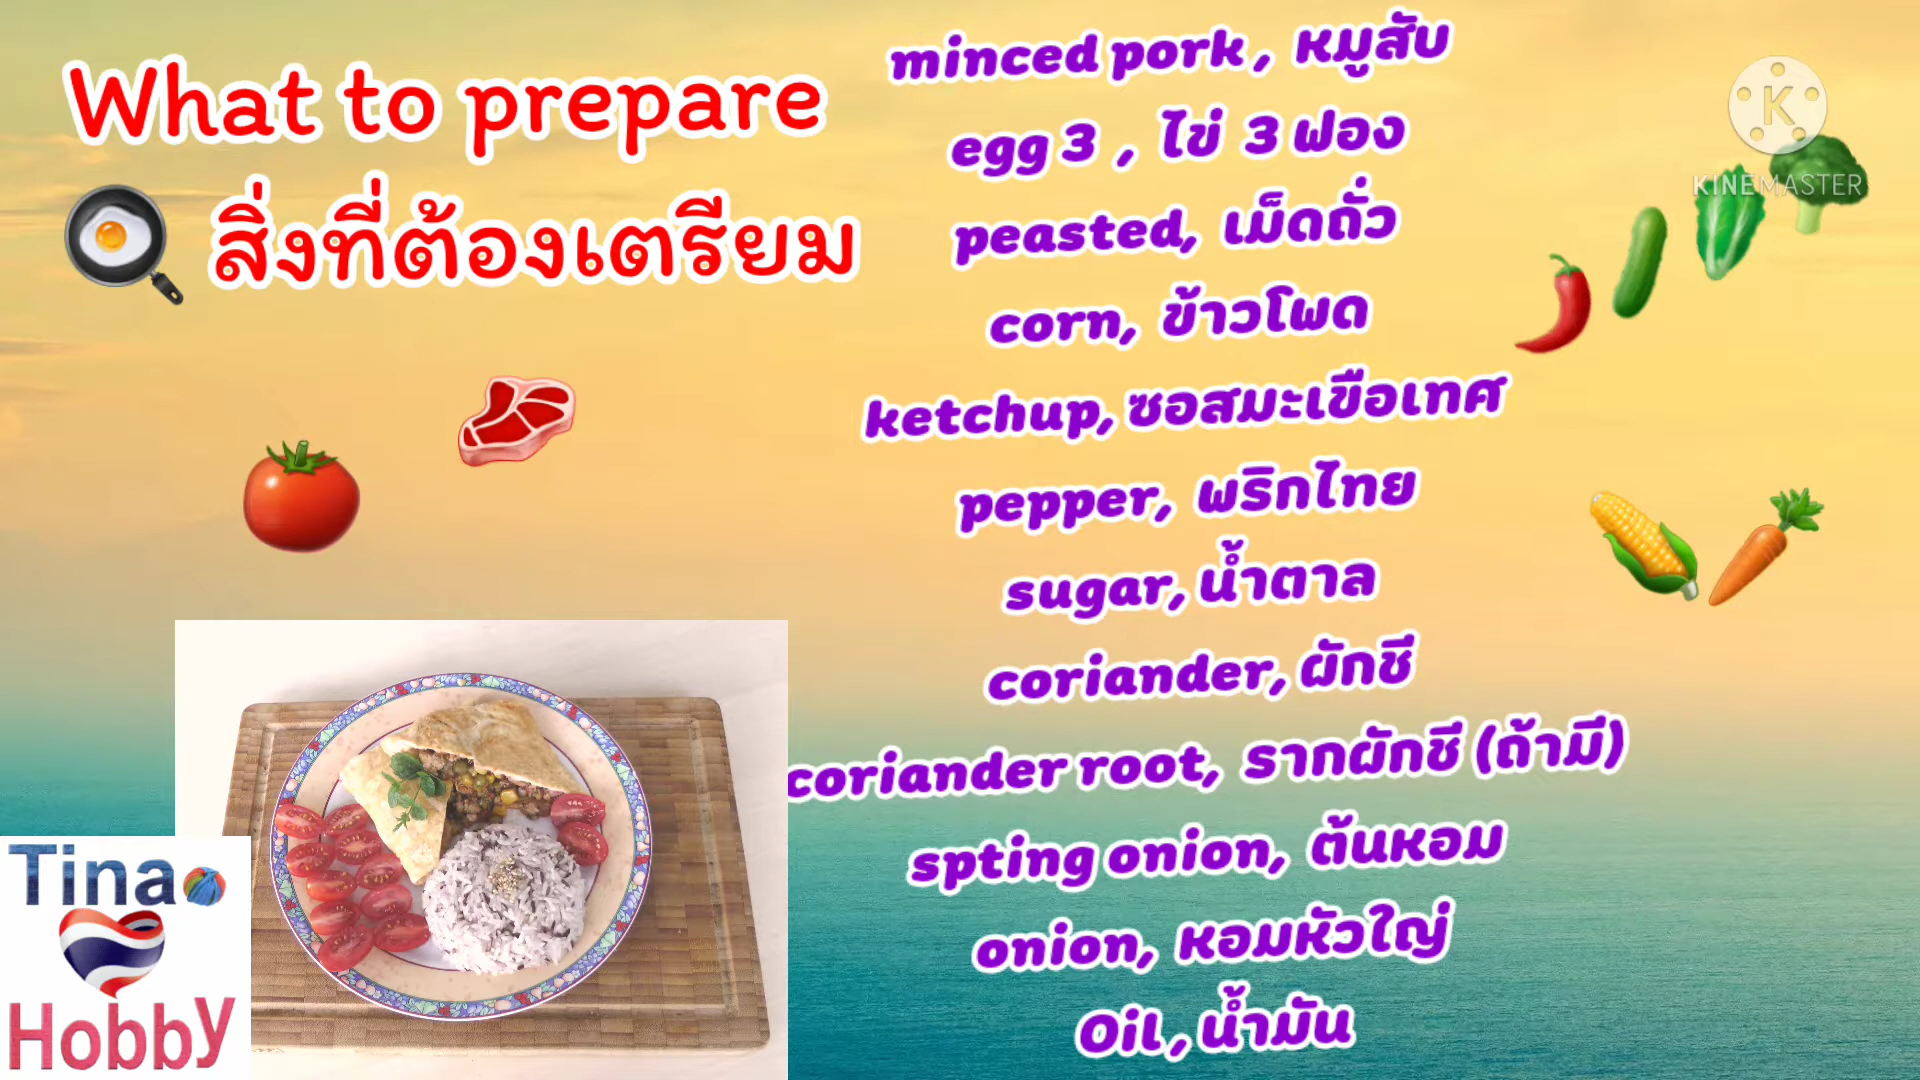 What to prepare
สิ่งที่ต้องเตรียม
minced pork , หมูสับ
egg 3 , ไข่ 3 ฟอง
peasted, เม็ดถั่ว
corn, ข้าวโพด
ketchup, ซอสมะเขือเทศ
pepper, พริกไทย
sugar, น้ำตาล
coriander, ผักชี
coriander root, รากผักชี (ถ้ามี)
spting onion, ต้นหอม
onion, หอมหัวใหญ่
Oil , น้ำมัน
K
KINEMASTER
Tina
Hobby